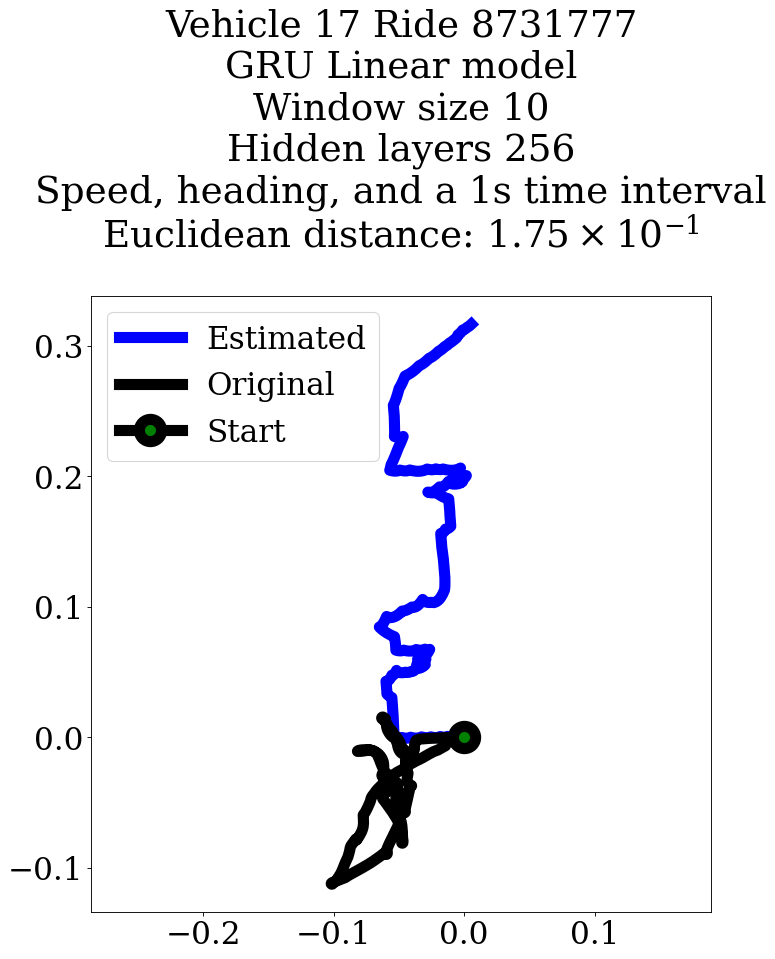 Vehicle 17 Ride 8731777
GRU Linear model
Window size 10
Hidden layers 256
Speed, heading, and a 1s time interval
Euclidean distance: 1.75 × 10⁻¹
Estimated
Original
Start
0.3
0.2
0.1
0.0
−0.1
−0.2 −0.1 0.0 0.1